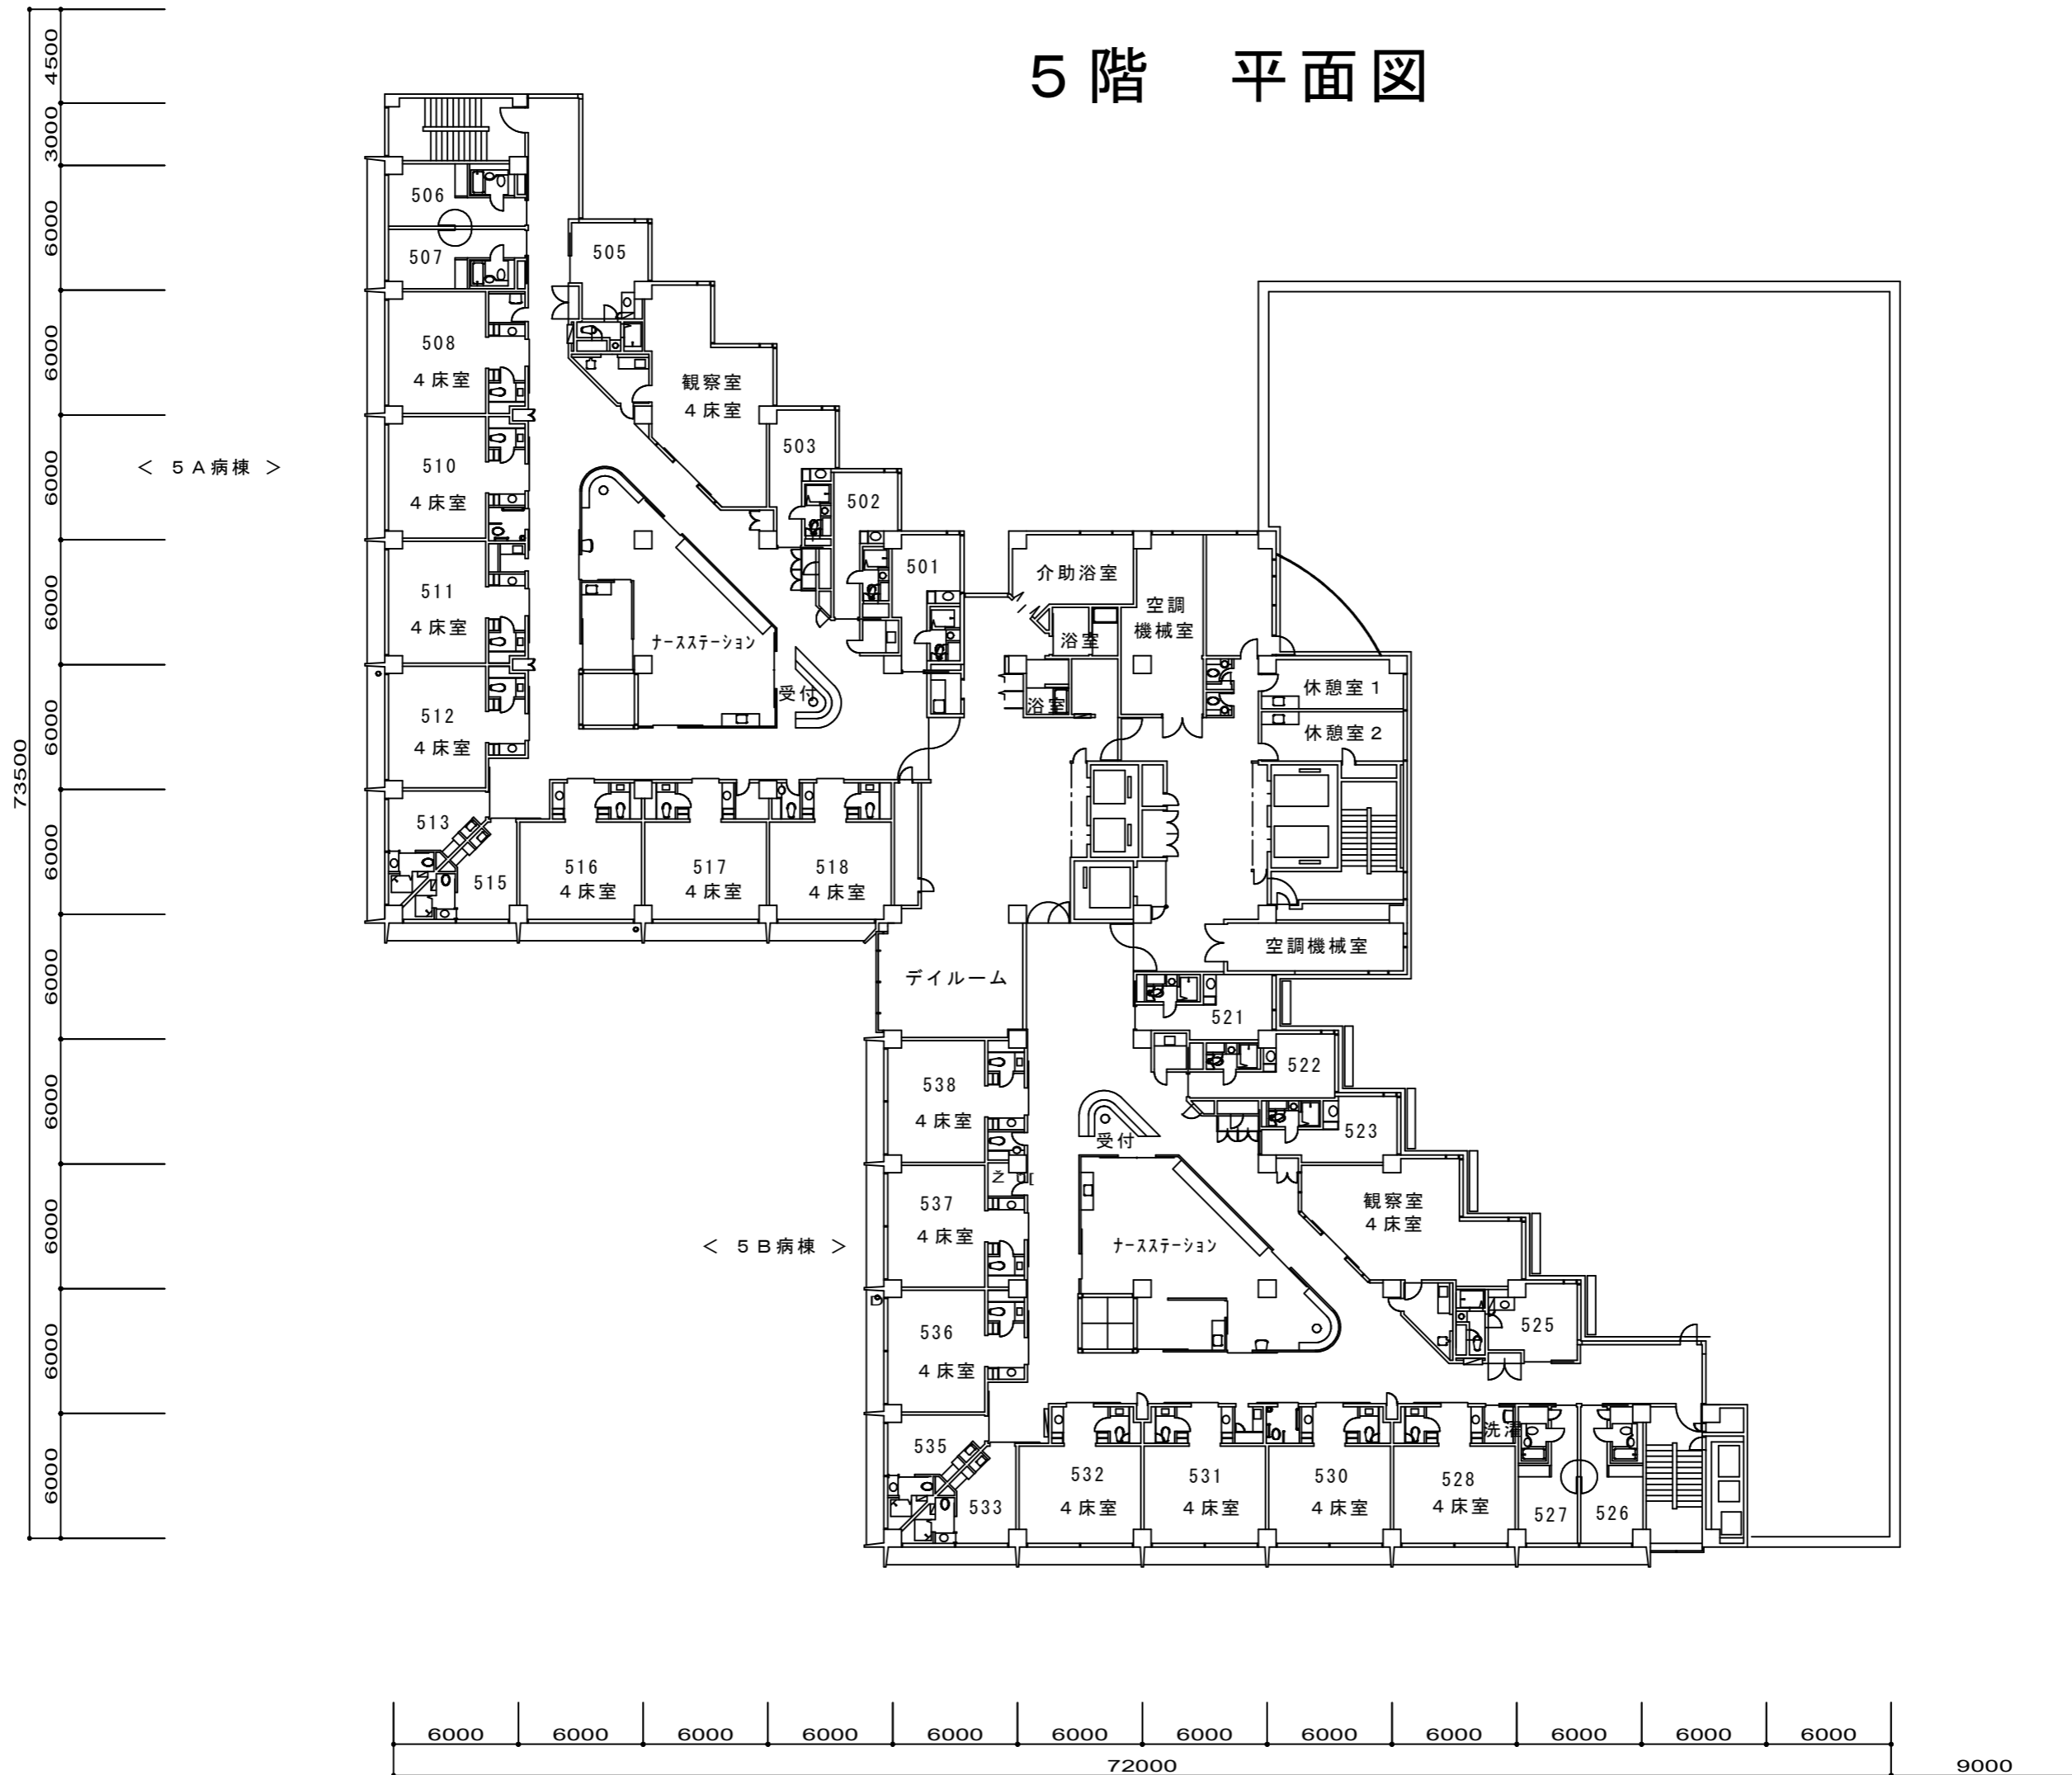 ５階　平面図
4500
3000
6000
6000
6000
6000
6000
6000
6000
6000
6000
6000
6000
73500
＜ ５Ａ病棟 ＞
506
507
505
508
４床室
観察室
４床室
510
４床室
503
502
501
511
４床室
ﾅｰｽｽﾃｰｼｮﾝ
受付
512
４床室
513
515
516
４床室
517
４床室
518
４床室
介助浴室
浴室
浴室
空調
機械室
休憩室１
休憩室２
空調機械室
デイルーム
521
522
523
538
４床室
受付
537
４床室
観察室
４床室
＜ ５Ｂ病棟 ＞
ﾅｰｽｽﾃｰｼｮﾝ
536
４床室
525
535
533
532
４床室
531
４床室
530
４床室
528
４床室
洗濯
527
526
6000 6000 6000 6000 6000 6000 6000 6000 6000 6000 6000 6000
72000 9000